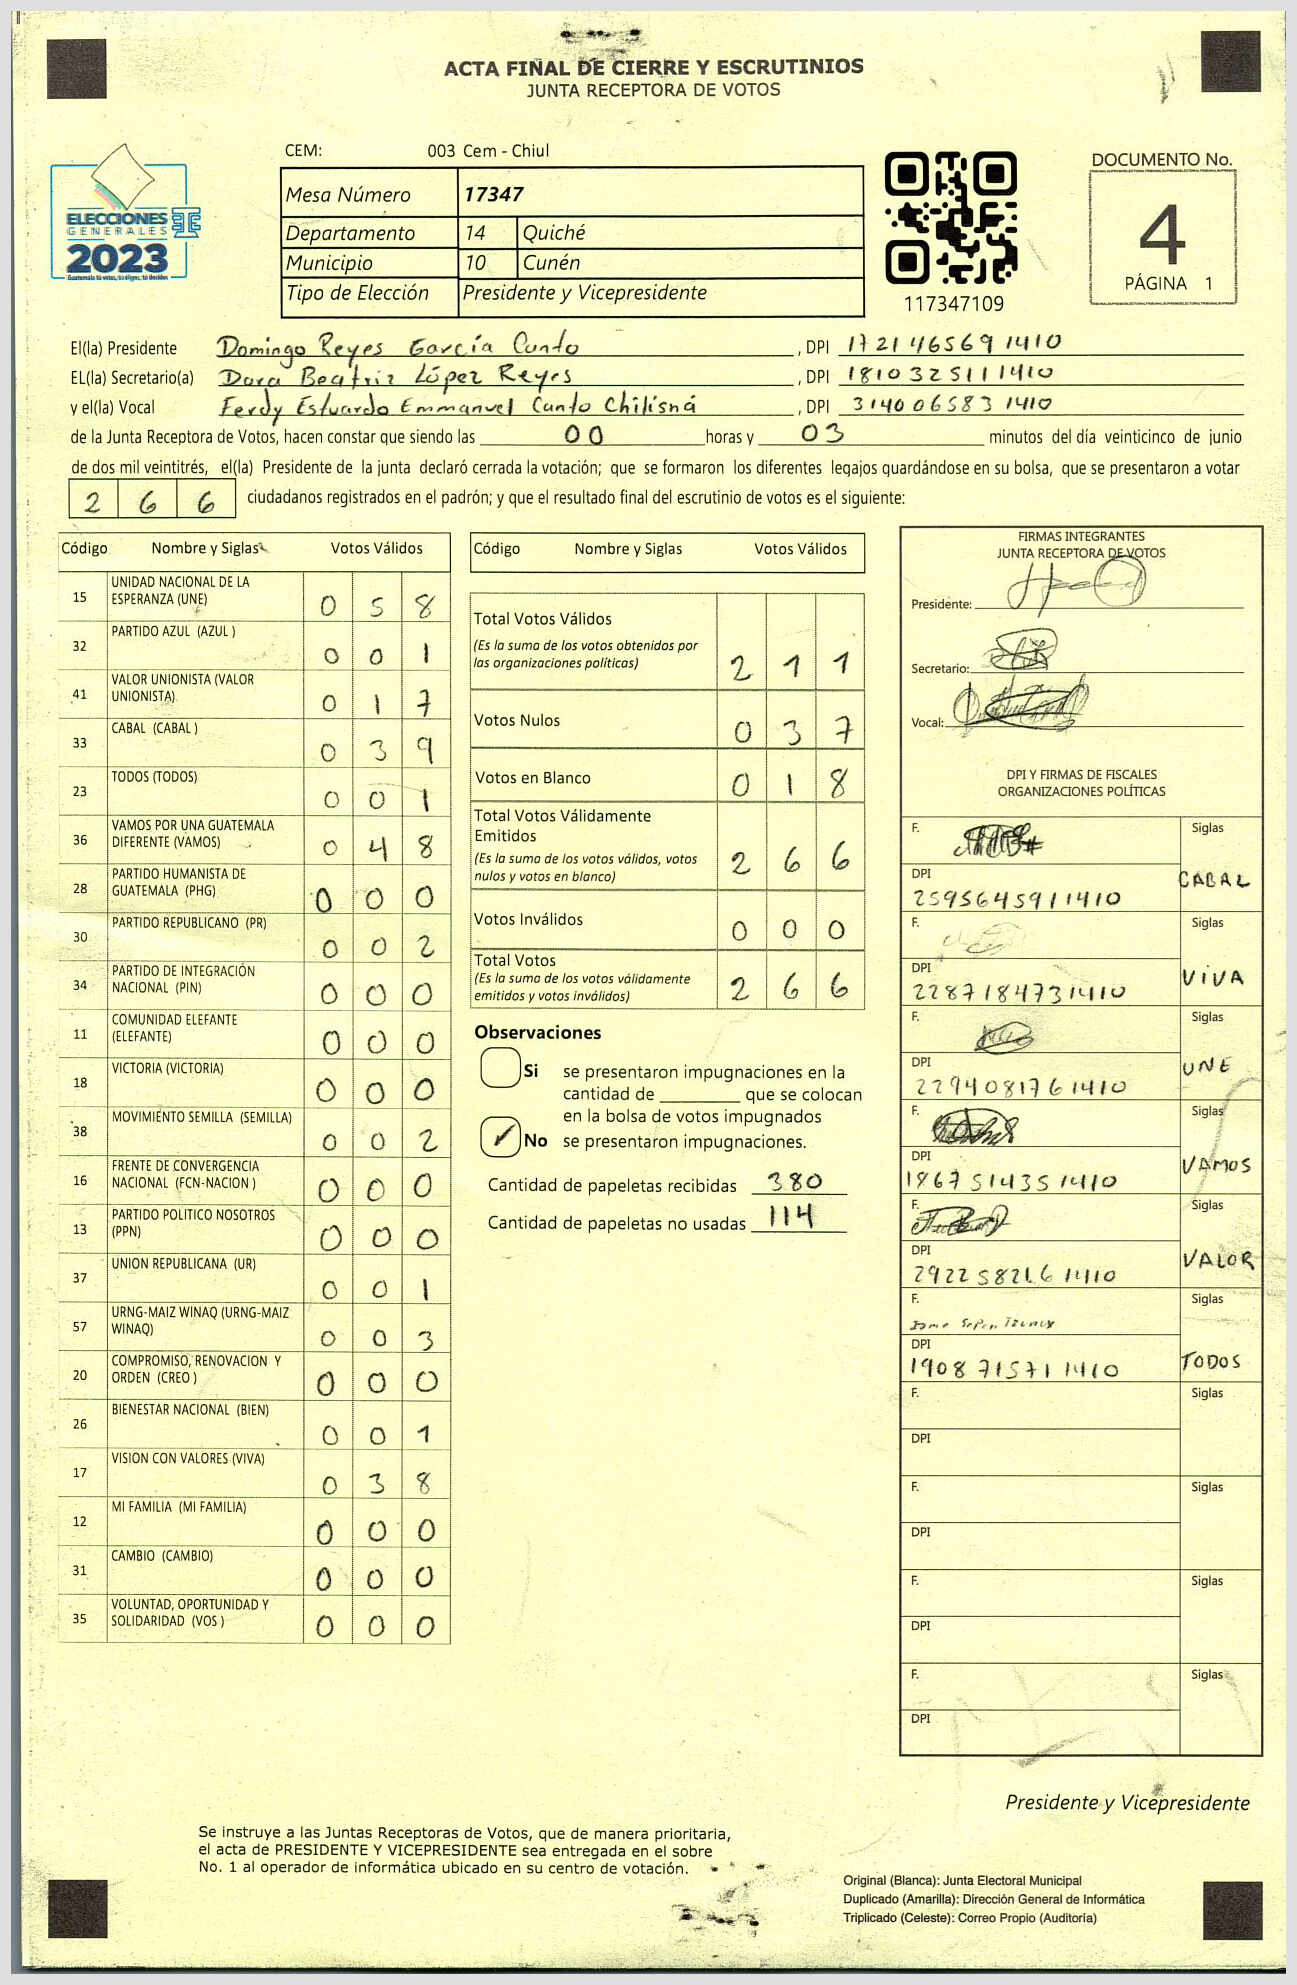 ACTA FINAL DE CIERRE Y ESCRUTINIOS
JUNTA RECEPTORA DE VOTOS
CEM: 003 Cem - Chiul
Mesa Número 17347
Departamento 14 Quiché
Municipio 10 Cunén
Tipo de Elección Presidente y Vicepresidente
ELECCIONES
GENERALES
2023
117347109
DOCUMENTO No.
4
PÁGINA 1
El(la) Presidente Domingo Reyes García Canto, DPI 1721465691410
EL(la) Secretario(a) Dora Beatriz López Reyes, DPI 1810325111410
y el(la) Vocal Ferdy Estuardo Emmanuel Canto Chilisná, DPI 3140065831410
de la Junta Receptora de Votos, hacen constar que siendo las 00 horas y 03 minutos del día veinticinco de junio
de dos mil veintitrés, el(la) Presidente de la junta declaró cerrada la votación; que se formaron los diferentes legajos guardándose en su bolsa, que se presentaron a votar
266 ciudadanos registrados en el padrón; y que el resultado final del escrutinio de votos es el siguiente:
Código Nombre y Siglas Votos Válidos
15 UNIDAD NACIONAL DE LA
ESPERANZA (UNE) 0 5 8
32 PARTIDO AZUL (AZUL ) 0 0 1
41 VALOR UNIONISTA (VALOR
UNIONISTA) 0 1 7
33 CABAL (CABAL ) 0 3 9
23 TODOS (TODOS) 0 0 1
36 VAMOS POR UNA GUATEMALA
DIFERENTE (VAMOS) 0 4 8
28 PARTIDO HUMANISTA DE
GUATEMALA (PHG) 0 0 0
30 PARTIDO REPUBLICANO (PR) 0 0 2
34 PARTIDO DE INTEGRACIÓN
NACIONAL (PIN) 0 0 0
11 COMUNIDAD ELEFANTE
(ELEFANTE) 0 0 0
18 VICTORIA (VICTORIA) 0 0 0
38 MOVIMIENTO SEMILLA (SEMILLA) 0 0 2
16 FRENTE DE CONVERGENCIA
NACIONAL (FCN-NACION ) 0 0 0
13 PARTIDO POLITICO NOSOTROS
(PPN) 0 0 0
37 UNION REPUBLICANA (UR) 0 0 1
57 URNG-MAIZ WINAQ (URNG-MAIZ
WINAQ) 0 0 3
20 COMPROMISO, RENOVACION Y
ORDEN (CREO ) 0 0 0
26 BIENESTAR NACIONAL (BIEN) 0 0 1
17 VISION CON VALORES (VIVA) 0 3 8
12 MI FAMILIA (MI FAMILIA) 0 0 0
31 CAMBIO (CAMBIO) 0 0 0
35 VOLUNTAD, OPORTUNIDAD Y
SOLIDARIDAD (VOS ) 0 0 0
Código Nombre y Siglas Votos Válidos
Total Votos Válidos
(Es la suma de los votos obtenidos por
las organizaciones políticas) 2 1 1
Votos Nulos 0 3 7
Votos en Blanco 0 1 8
Total Votos Válidamente
Emitidos
(Es la suma de los votos válidos, votos
nulos y votos en blanco) 2 6 6
Votos Inválidos 0 0 0
Total Votos
(Es la suma de los votos válidamente
emitidos y votos inválidos) 2 6 6
Observaciones
Si se presentaron impugnaciones en la
cantidad de ________ que se colocan
en la bolsa de votos impugnados
No se presentaron impugnaciones.
Cantidad de papeletas recibidas 380
Cantidad de papeletas no usadas 114
FIRMAS INTEGRANTES
JUNTA RECEPTORA DE VOTOS
Presidente:
Secretario:
Vocal:
DPI Y FIRMAS DE FISCALES
ORGANIZACIONES POLÍTICAS
F. Siglas
DPI CABAL
2595645911410
F. Siglas
DPI VIVA
2287184731410
F. Siglas
DPI UNE
2294081761410
F. Siglas
DPI VAMOS
1867514351410
F. Siglas
DPI VALOR
2922582161410
F. Siglas
DPI TODOS
1908715711410
F. Siglas
DPI
F. Siglas
DPI
F. Siglas
DPI
F. Siglas
DPI
Presidente y Vicepresidente
Se instruye a las Juntas Receptoras de Votos, que de manera prioritaria,
el acta de PRESIDENTE Y VICEPRESIDENTE sea entregada en el sobre
No. 1 al operador de informática ubicado en su centro de votación.
Original (Blanca): Junta Electoral Municipal
Duplicado (Amarilla): Dirección General de Informática
Triplicado (Celeste): Correo Propio (Auditoría)